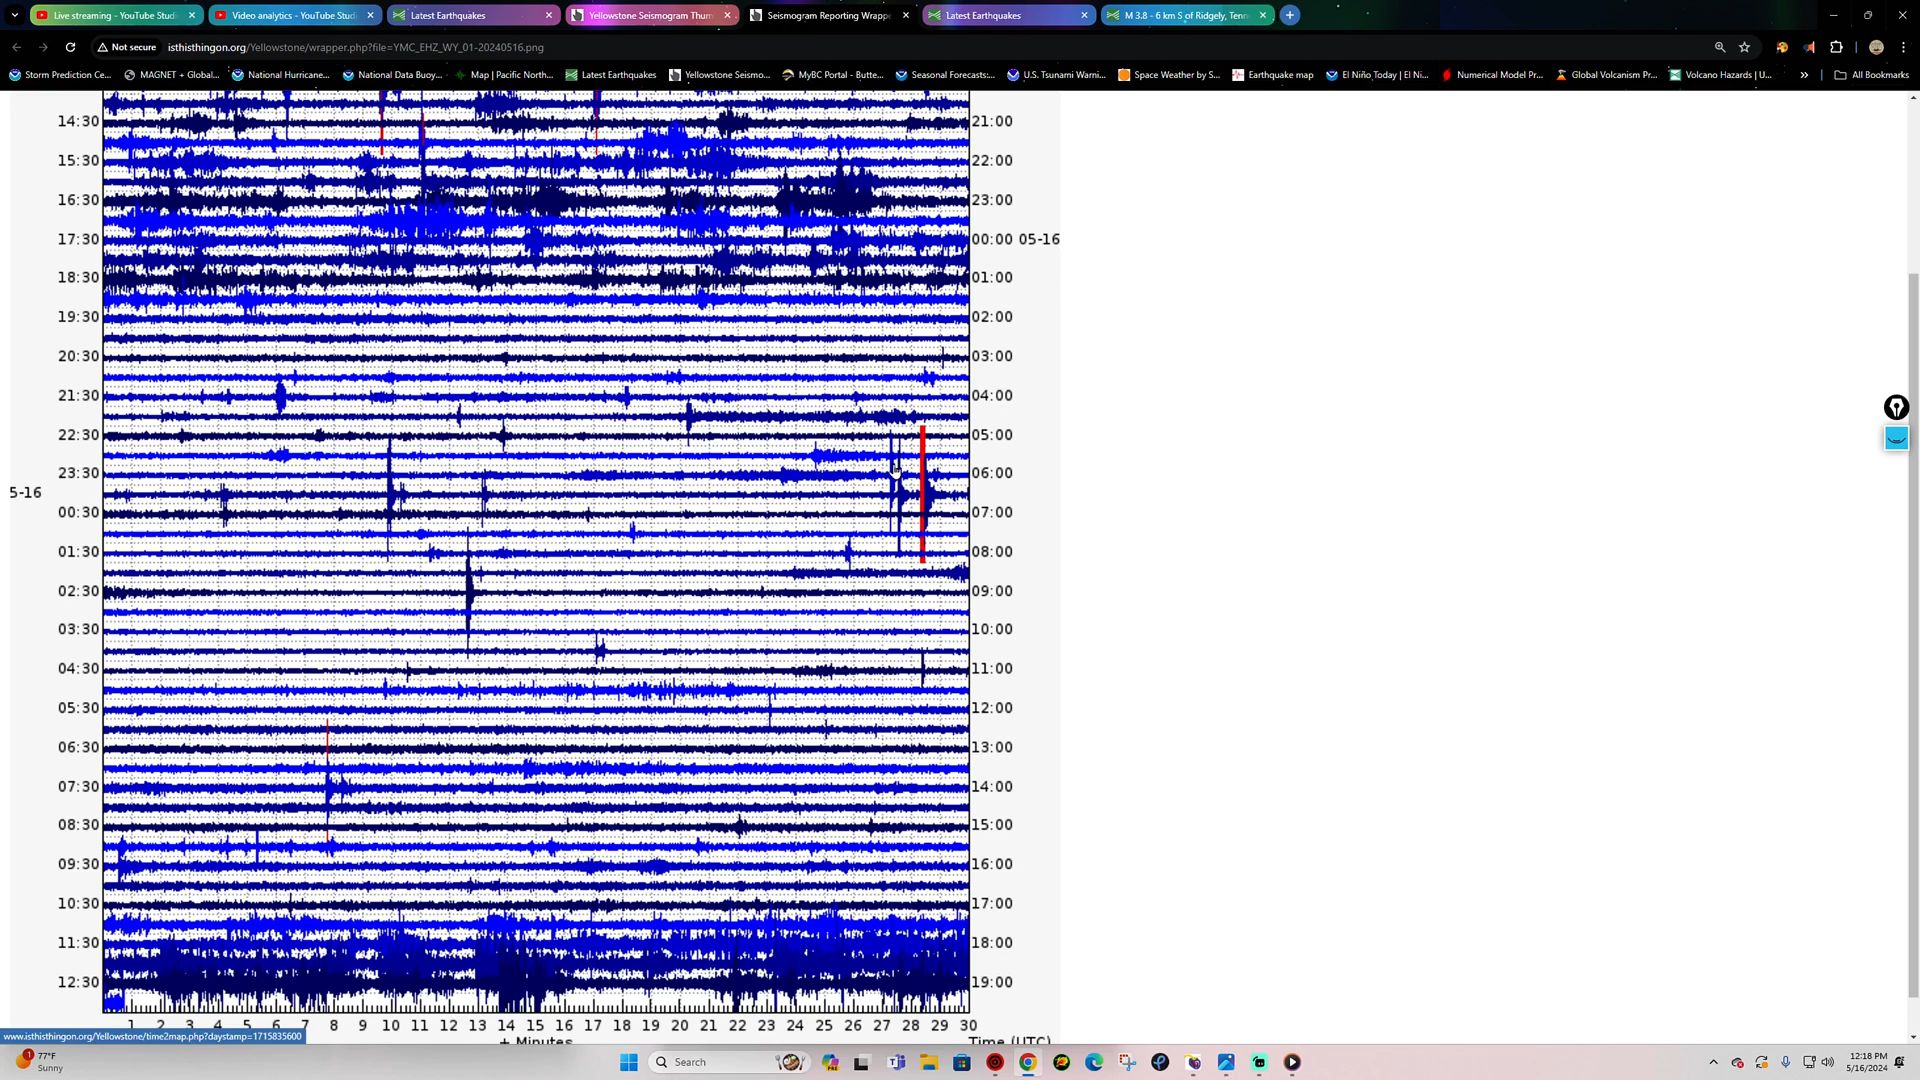 Live streaming - YouTube Studi
Video analytics - YouTube Studi
Latest Earthquakes
Yellowstone Seismogram Thum
Seismogram Reporting Wrappe
Latest Earthquakes
M 3.8 - 6 km S of Ridgely, Tenn
Not secure
isthisthingon.org/Yellowstone/wrapper.php?file=YMC_EHZ_WY_01-20240516.png
Storm Prediction Ce...
MAGNET + Global...
National Hurricane...
National Data Buoy...
Map | Pacific North...
Latest Earthquakes
Yellowstone Seismo...
MyBC Portal - Butte...
Seasonal Forecasts:...
U.S. Tsunami Warni...
Space Weather by S...
Earthquake map
El Niño Today | El Ni...
Numerical Model Pr...
Global Volcanism Pr...
Volcano Hazards | U...
All Bookmarks
14:30 21:00
15:30 22:00
16:30 23:00
17:30 00:00 05-16
18:30 01:00
19:30 02:00
20:30 03:00
21:30 04:00
22:30 05:00
23:30 06:00
5-16
00:30 07:00
01:30 08:00
02:30 09:00
03:30 10:00
04:30 11:00
05:30 12:00
06:30 13:00
07:30 14:00
08:30 15:00
09:30 16:00
10:30 17:00
11:30 18:00
12:30 19:00
1 2 3 4 5 6 7 8 9 10 11 12 13 14 15 16 17 18 19 20 21 22 23 24 25 26 27 28 29 30
+ Minutes
Time (UTC)
www.isthisthingon.org/Yellowstone/time2map.php?daystamp=1715835600
1
77°F
Sunny
Search
PRE
12:18 PM
5/16/2024